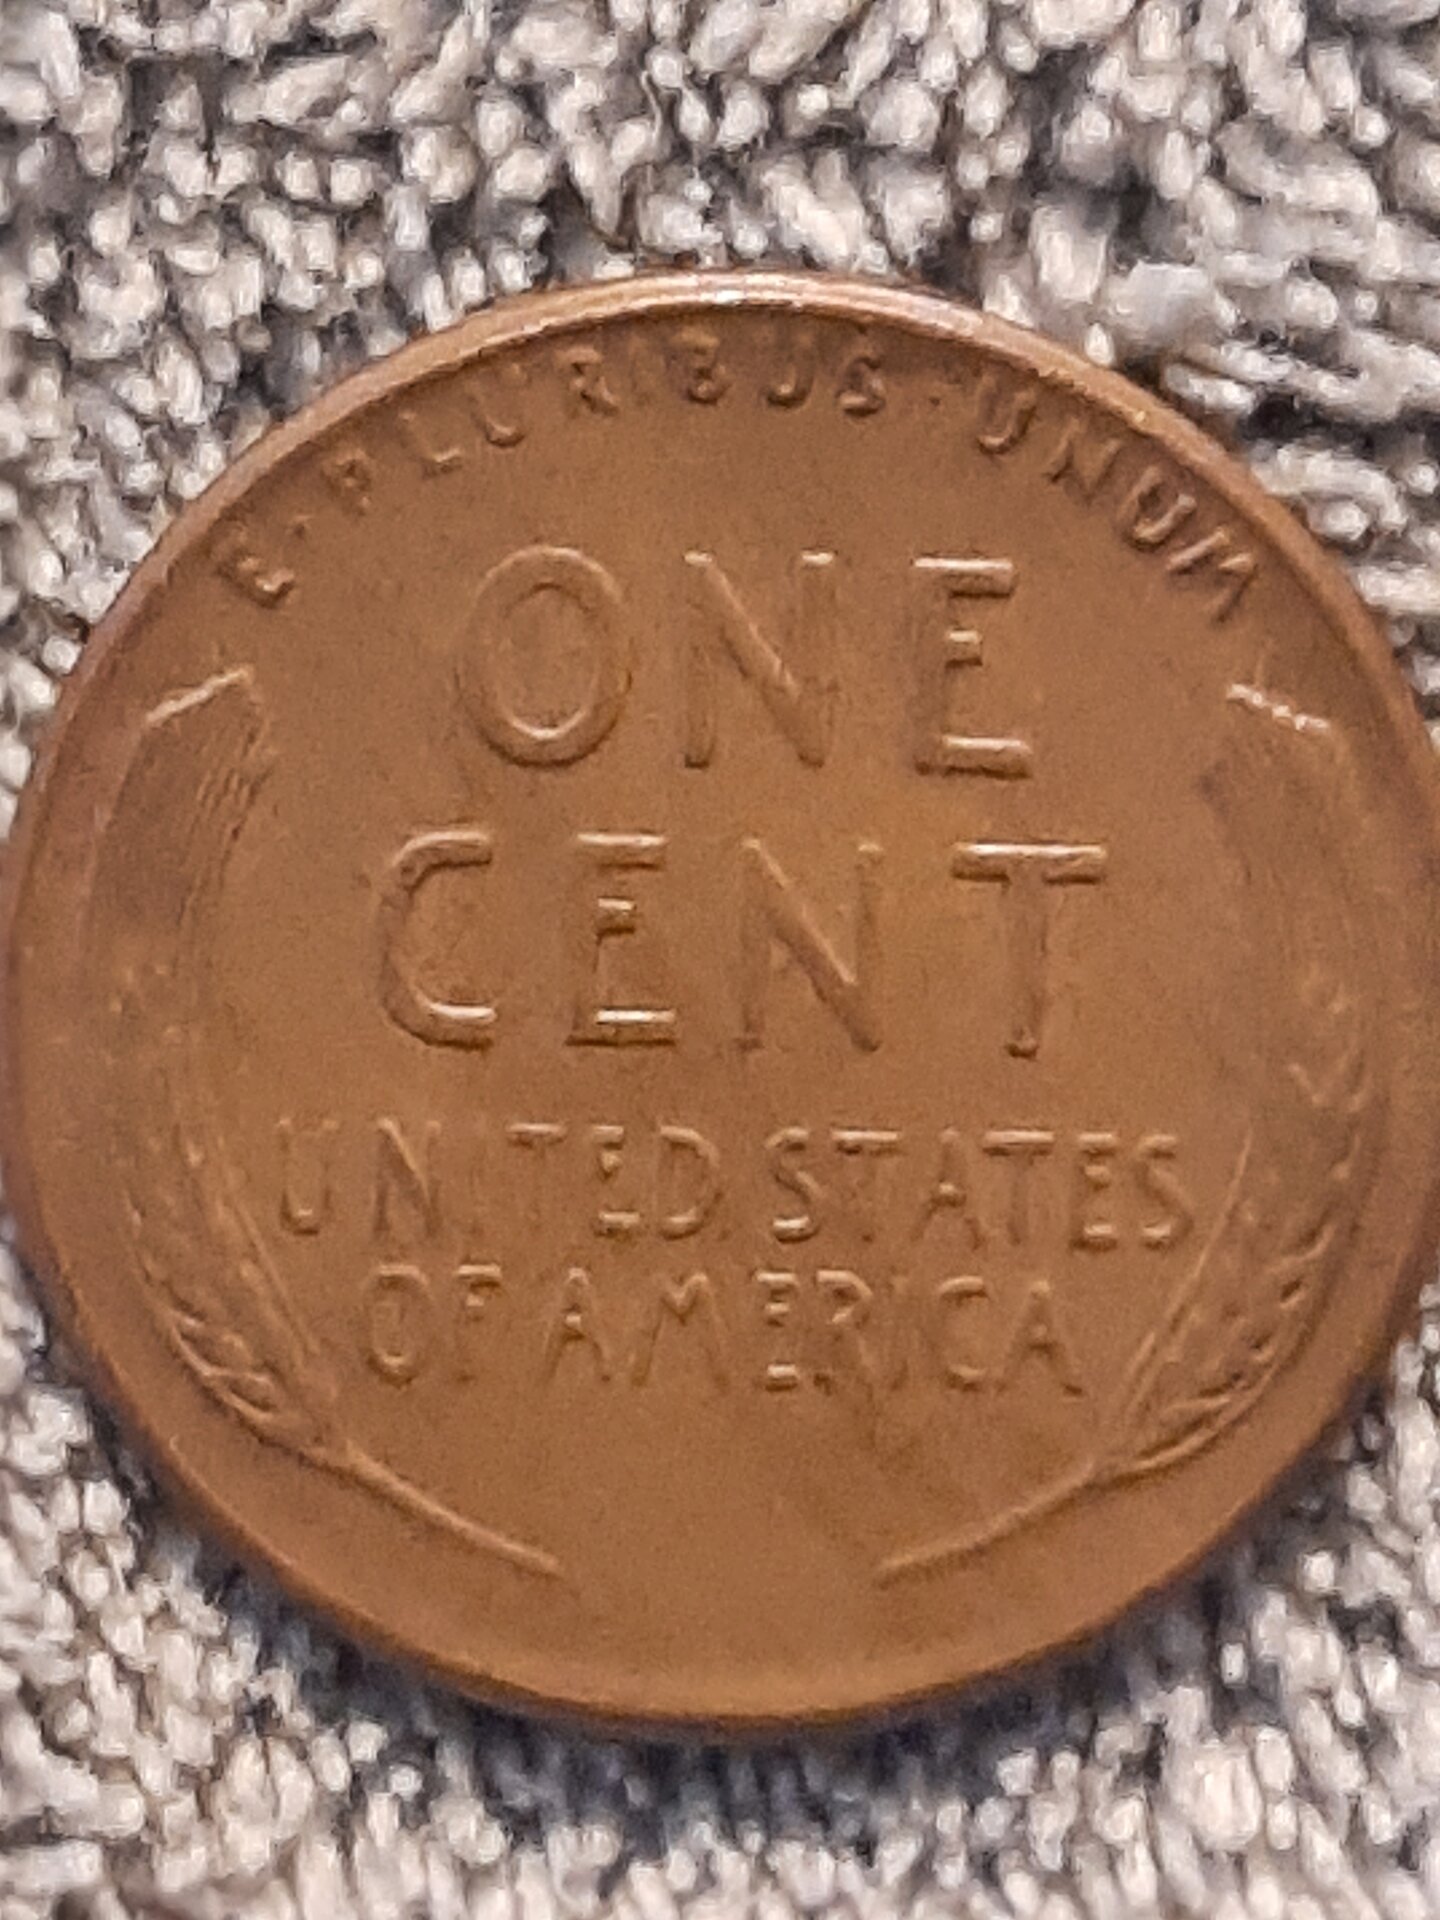 E·PLURIBUS·UNUM
ONE
CENT
UNITED STATES
OF AMERICA